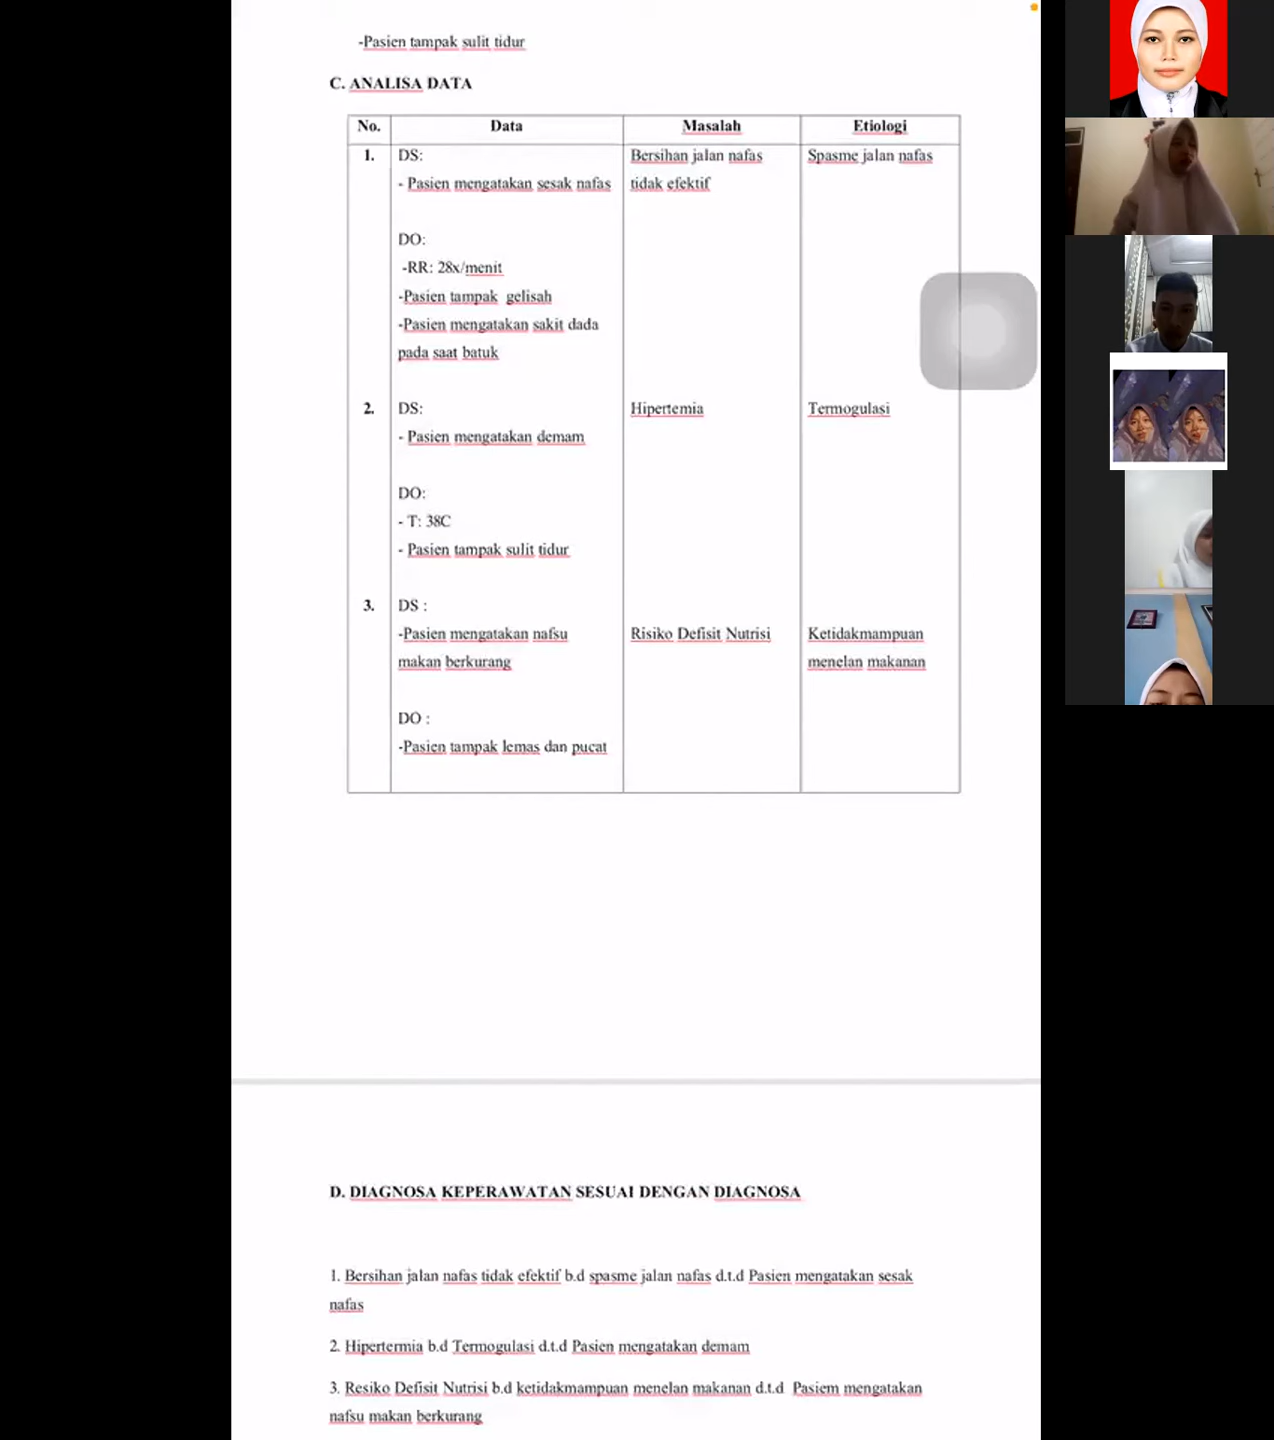 -Pasien tampak sulit tidur
C. ANALISA DATA
No. Data Masalah Etiologi
1. DS: Bersihan jalan nafas Spasme jalan nafas
- Pasien mengatakan sesak nafas tidak efektif
DO:
-RR: 28x/menit
-Pasien tampak gelisah
-Pasien mengatakan sakit dada
pada saat batuk
2. DS: Hipertemia Termogulasi
- Pasien mengatakan demam
DO:
- T: 38C
- Pasien tampak sulit tidur
3. DS :
-Pasien mengatakan nafsu Risiko Defisit Nutrisi Ketidakmampuan
makan berkurang menelan makanan
DO :
-Pasien tampak lemas dan pucat
D. DIAGNOSA KEPERAWATAN SESUAI DENGAN DIAGNOSA
1. Bersihan jalan nafas tidak efektif b.d spasme jalan nafas d.t.d Pasien mengatakan sesak
nafas
2. Hipertermia b.d Termogulasi d.t.d Pasien mengatakan demam
3. Resiko Defisit Nutrisi b.d ketidakmampuan menelan makanan d.t.d Pasiem mengatakan
nafsu makan berkurang